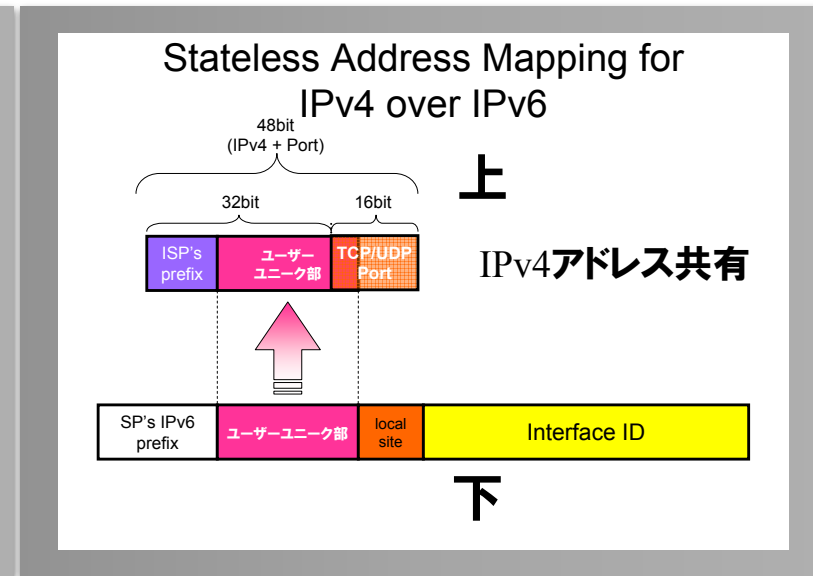 Stateless Address Mapping for
IPv4 over IPv6
48bit
(IPv4 + Port)
上
32bit
16bit
ISP's
prefix
ユーザー
ユニーク部
TCP/UDP
Port
IPv4アドレス共有
SP's IPv6
prefix
ユーザーユニーク部
local
site
Interface ID
下